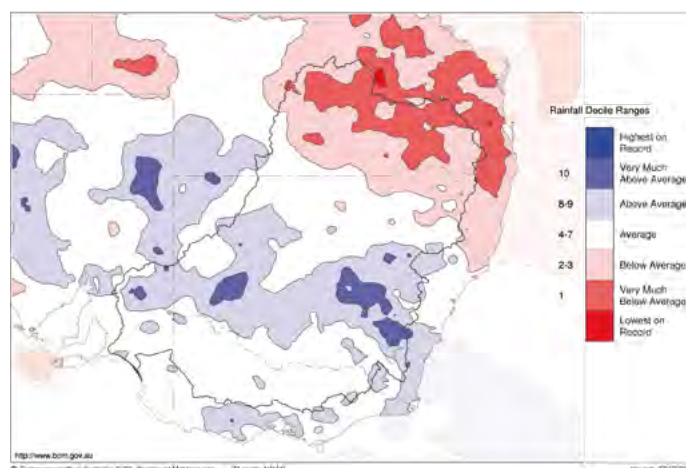 Rainfall Decile Ranges
Highest on
Record
10
Very Much
Above Average
8-9
Above Average
4-7
Average
2-3
Below Average
1
Very Much
Below Average
Lowest on
Record
http://www.bom.gov.au